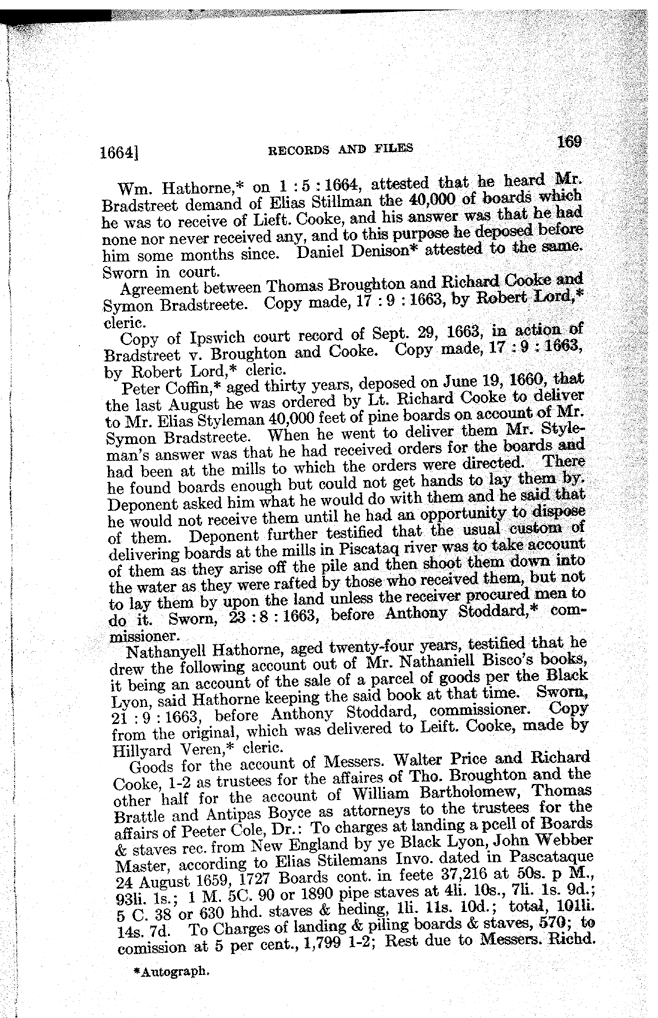 1664] RECORDS AND FILES 169
Wm. Hathorne,* on 1 : 5 : 1664, attested that he heard Mr.
Bradstreet demand of Elias Stillman the 40,000 of boards which
he was to receive of Lieft. Cooke, and his answer was that he had
none nor never received any, and to this purpose he deposed before
him some months since. Daniel Denison* attested to the same.
Sworn in court.
Agreement between Thomas Broughton and Richard Cooke and
Symon Bradstreete. Copy made, 17 : 9 : 1663, by Robert Lord,*
cleric.
Copy of Ipswich court record of Sept. 29, 1663, in action of
Bradstreet v. Broughton and Cooke. Copy made, 17 : 9 : 1663,
by Robert Lord,* cleric.
Peter Coffin,* aged thirty years, deposed on June 19, 1660, that
the last August he was ordered by Lt. Richard Cooke to deliver
to Mr. Elias Styleman 40,000 feet of pine boards on account of Mr.
Symon Bradstreete. When he went to deliver them Mr. Style-
man's answer was that he had received orders for the boards and
had been at the mills to which the orders were directed. There
he found boards enough but could not get hands to lay them by.
Deponent asked him what he would do with them and he said that
he would not receive them until he had an opportunity to dispose
of them. Deponent further testified that the usual custom of
delivering boards at the mills in Piscataq river was to take account
of them as they arise off the pile and then shoot them down into
the water as they were rafted by those who received them, but not
to lay them by upon the land unless the receiver procured men to
do it. Sworn, 23 : 8 : 1663, before Anthony Stoddard,* com-
missioner.
Nathanyell Hathorne, aged twenty-four years, testified that he
drew the following account out of Mr. Nathaniell Bisco's books,
it being an account of the sale of a parcel of goods per the Black
Lyon, said Hathorne keeping the said book at that time. Sworn,
21 : 9 : 1663, before Anthony Stoddard, commissioner. Copy
from the original, which was delivered to Leift. Cooke, made by
Hillyard Veren,* cleric.
Goods for the account of Messers. Walter Price and Richard
Cooke, 1-2 as trustees for the affaires of Tho. Broughton and the
other half for the account of William Bartholomew, Thomas
Brattle and Antipas Boyce as attorneys to the trustees for the
affairs of Peeter Cole, Dr.: To charges at landing a pcell of Boards
& staves rec. from New England by ye Black Lyon, John Webber
Master, according to Elias Stilemans Invo. dated in Pascataque
24 August 1659, 1727 Boards cont. in feete 37,216 at 50s. p M.,
93li. 1s.; 1 M. 5C. 90 or 1890 pipe staves at 4li. 10s., 7li. 1s. 9d.;
5 C. 38 or 630 hhd. staves & heding, 1li. 11s. 10d.; total, 101li.
14s. 7d. To Charges of landing & piling boards & staves, 570; to
comission at 5 per cent., 1,799 1-2; Rest due to Messers. Richd.
*Autograph.